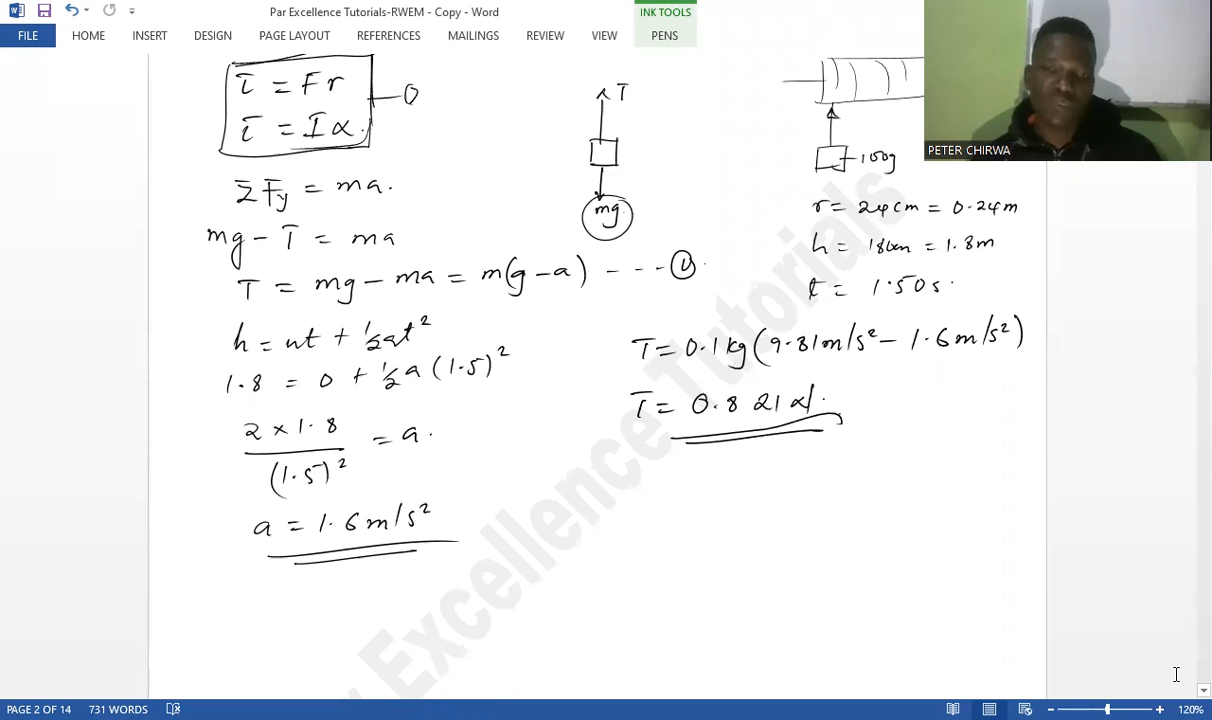 Par Excellence Tutorials-RWEM - Copy - Word
INK TOOLS
FILE HOME INSERT DESIGN PAGE LAYOUT REFERENCES MAILINGS REVIEW VIEW PENS
PETER CHIRWA
τ = Fr
τ = Iα
ΣFy = ma.
mg - T = ma
T = mg - ma = m(g - a) ---
h = ut + ½at²
1.8 = 0 + ½a(1.5)²
2 × 1.8 / (1.5)² = a.
a = 1.6 m/s²
T
mg
100g
r = 24cm = 0.24m
h = 180cm = 1.8m
t = 1.50s.
T = 0.1kg(9.81m/s² - 1.6m/s²)
T = 0.821N.
Excellence Tutorials
PAGE 2 OF 14 731 WORDS 120%